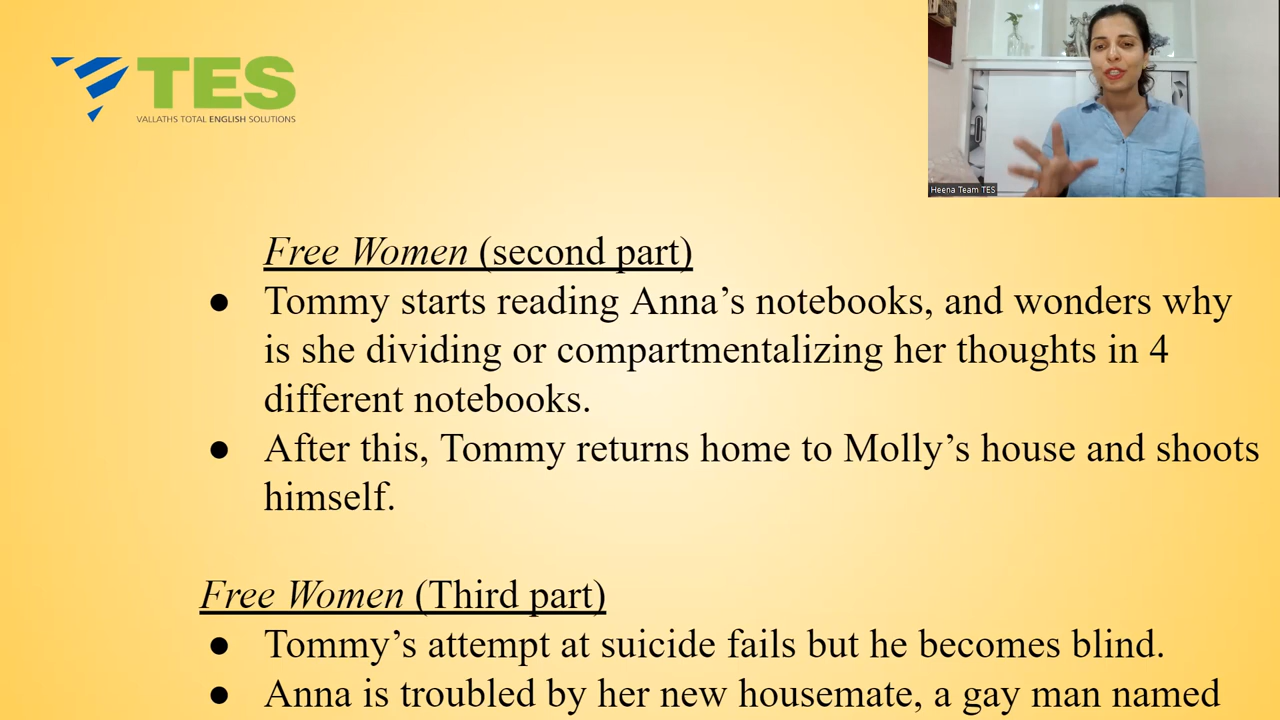 TES
VALLATHS TOTAL ENGLISH SOLUTIONS
Heena Team TES
Free Women (second part)
● Tommy starts reading Anna’s notebooks, and wonders why
is she dividing or compartmentalizing her thoughts in 4
different notebooks.
● After this, Tommy returns home to Molly’s house and shoots
himself.
Free Women (Third part)
● Tommy’s attempt at suicide fails but he becomes blind.
● Anna is troubled by her new housemate, a gay man named